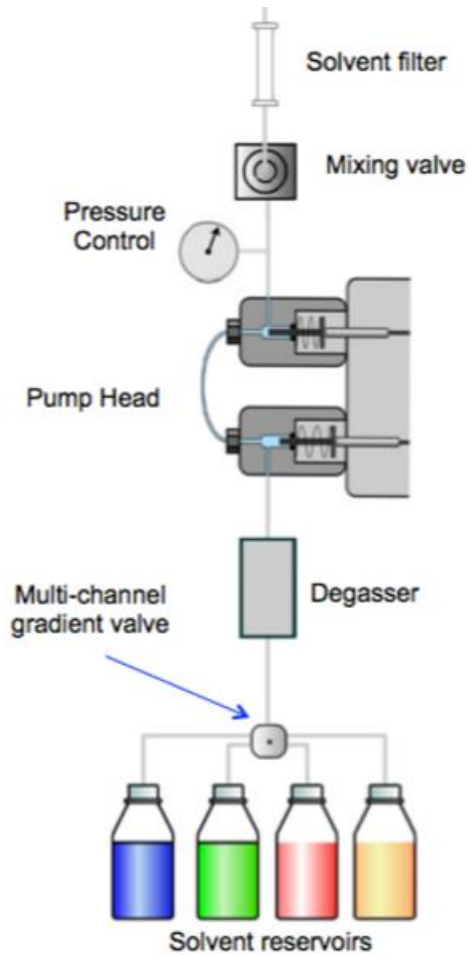 Solvent filter
Mixing valve
Pressure
Control
Pump Head
Degasser
Multi-channel
gradient valve
Solvent reservoirs